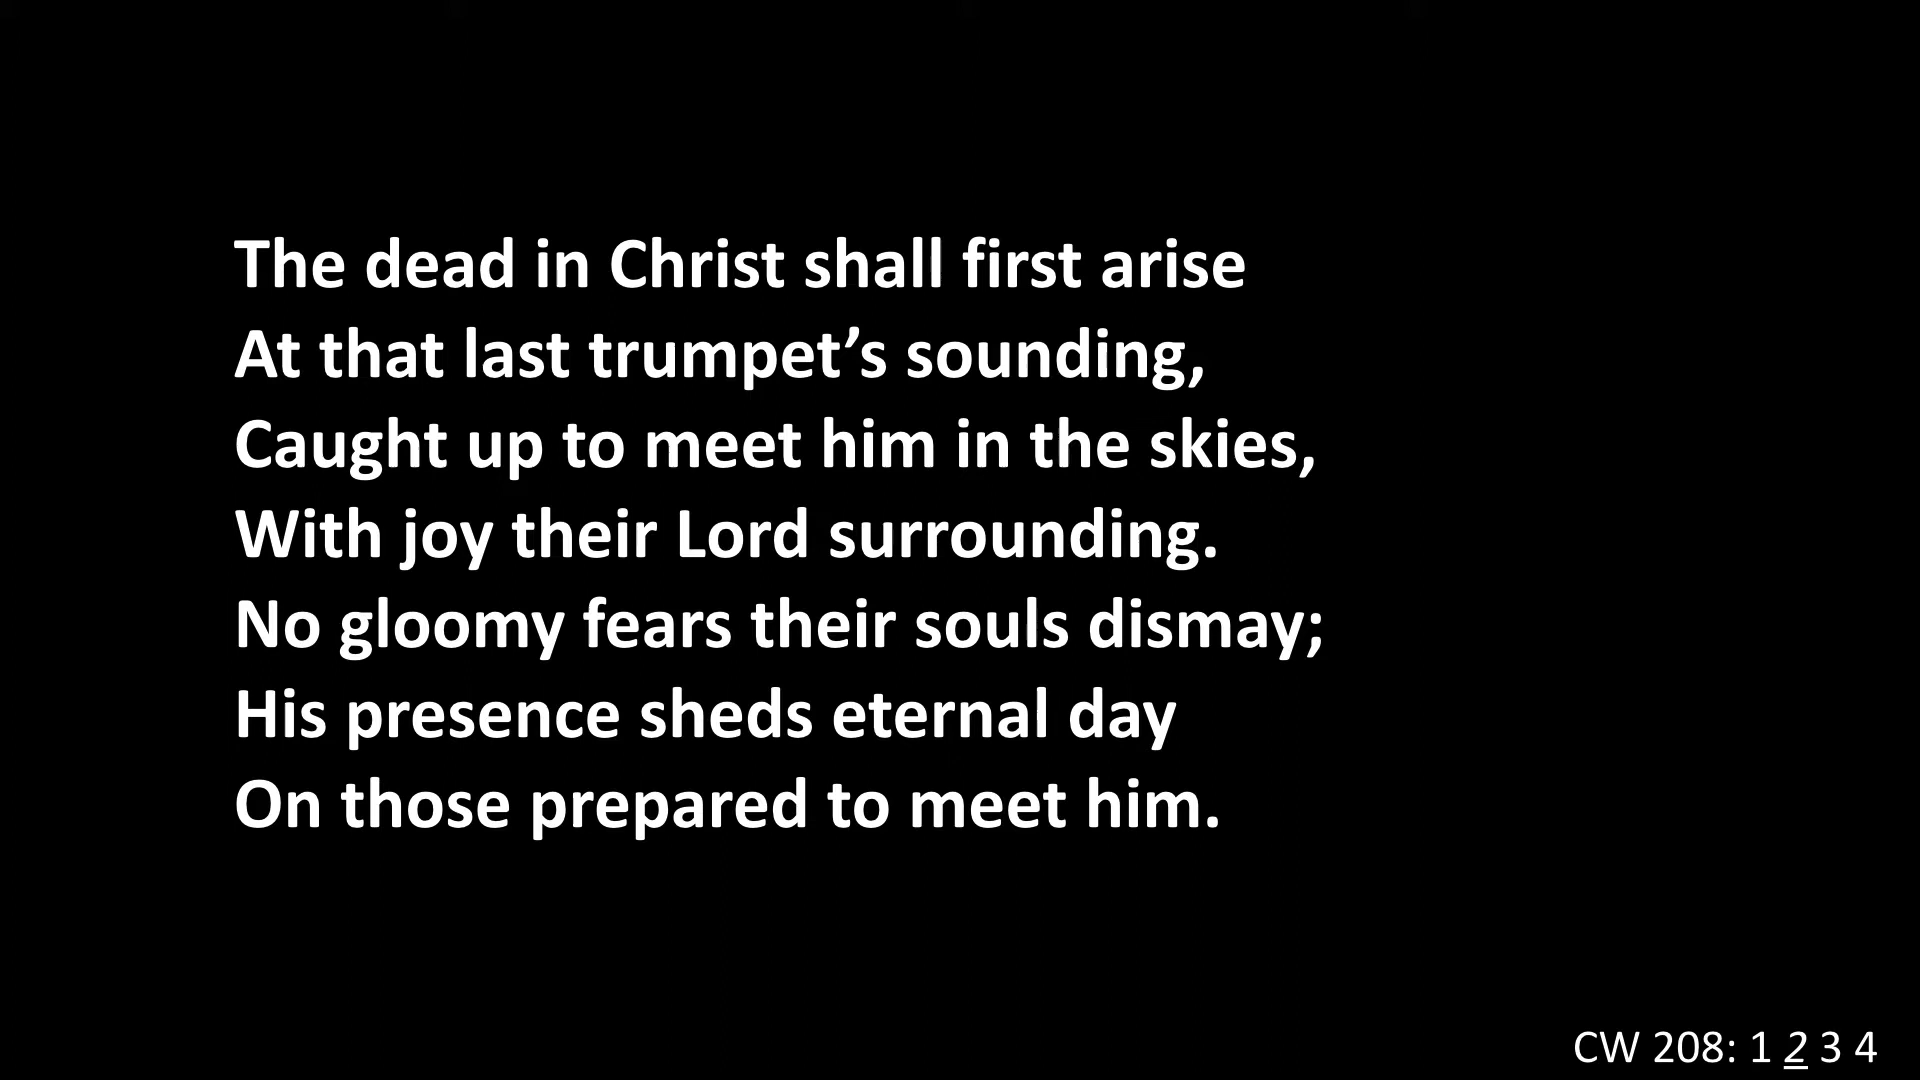 The dead in Christ shall first arise
At that last trumpet’s sounding,
Caught up to meet him in the skies,
With joy their Lord surrounding.
No gloomy fears their souls dismay;
His presence sheds eternal day
On those prepared to meet him.
CW 208: 1 2 3 4